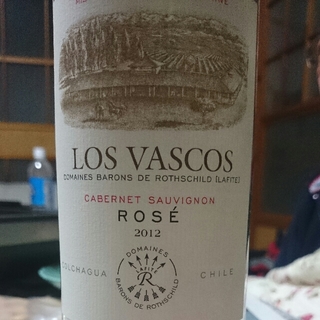 LOS VASCOS
DOMAINES BARONS DE ROTHSCHILD (LAFITE)
CABERNET SAUVIGNON
ROSÉ
2012
DOMAINES
LAFITE
R
BARONS DE ROTHSCHILD
COLCHAGUA CHILE